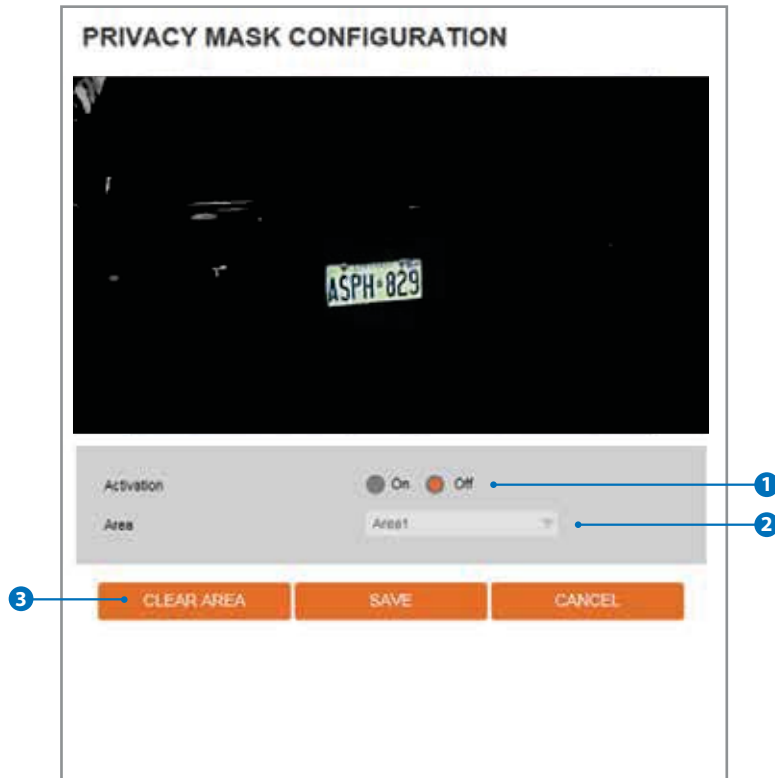 PRIVACY MASK CONFIGURATION
ASPH 829
Activation
On
Off
1
Area
Area1
2
3
CLEAR AREA
SAVE
CANCEL